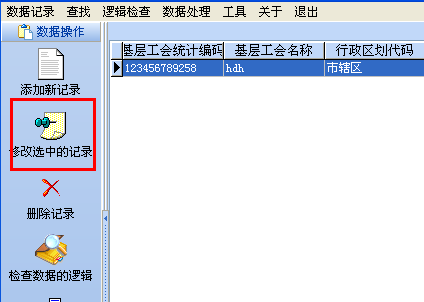 数据记录 查找 逻辑检查 数据处理 工具 关于 退出
数据操作
添加新记录
修改选中的记录
删除记录
检查数据的逻辑
基层工会统计编码 基层工会名称 行政区划代码
123456789258 hdh 市辖区